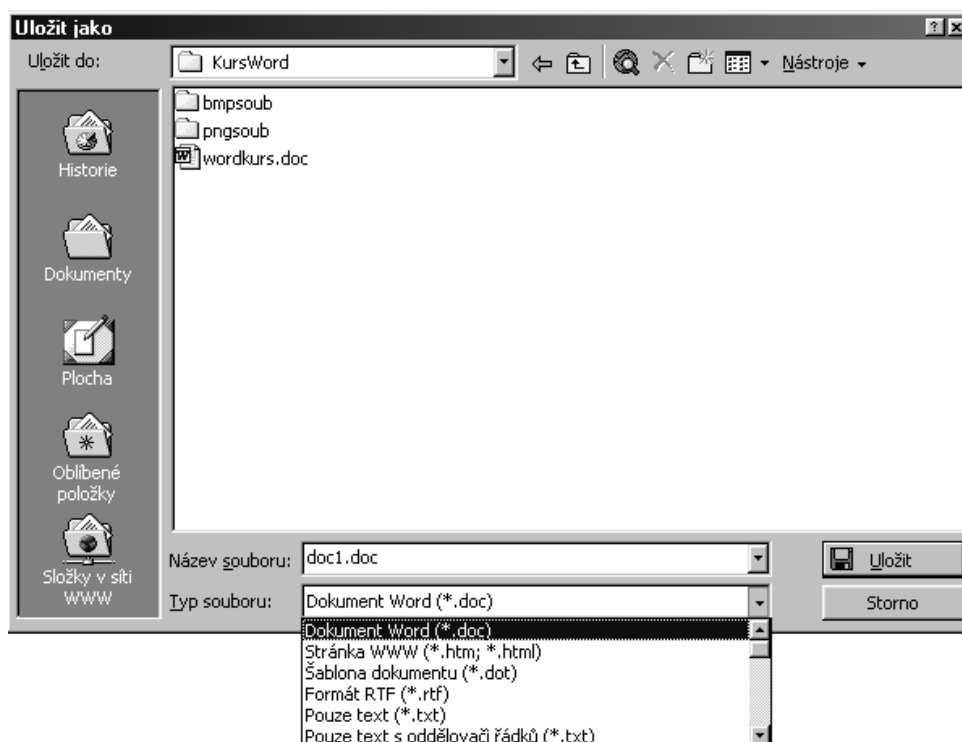 Uložit jako
Uložit do:
KursWord
Nástroje
bmpsoub
pngsoub
wordkurs.doc
Historie
Dokumenty
Plocha
Oblíbené
položky
Složky v síti
WWW
Název souboru:
doc1.doc
Uložit
Typ souboru:
Dokument Word (*.doc)
Storno
Dokument Word (*.doc)
Stránka WWW (*.htm; *.html)
Šablona dokumentu (*.dot)
Formát RTF (*.rtf)
Pouze text (*.txt)
Pouze text s oddělovači řádků (*.txt)